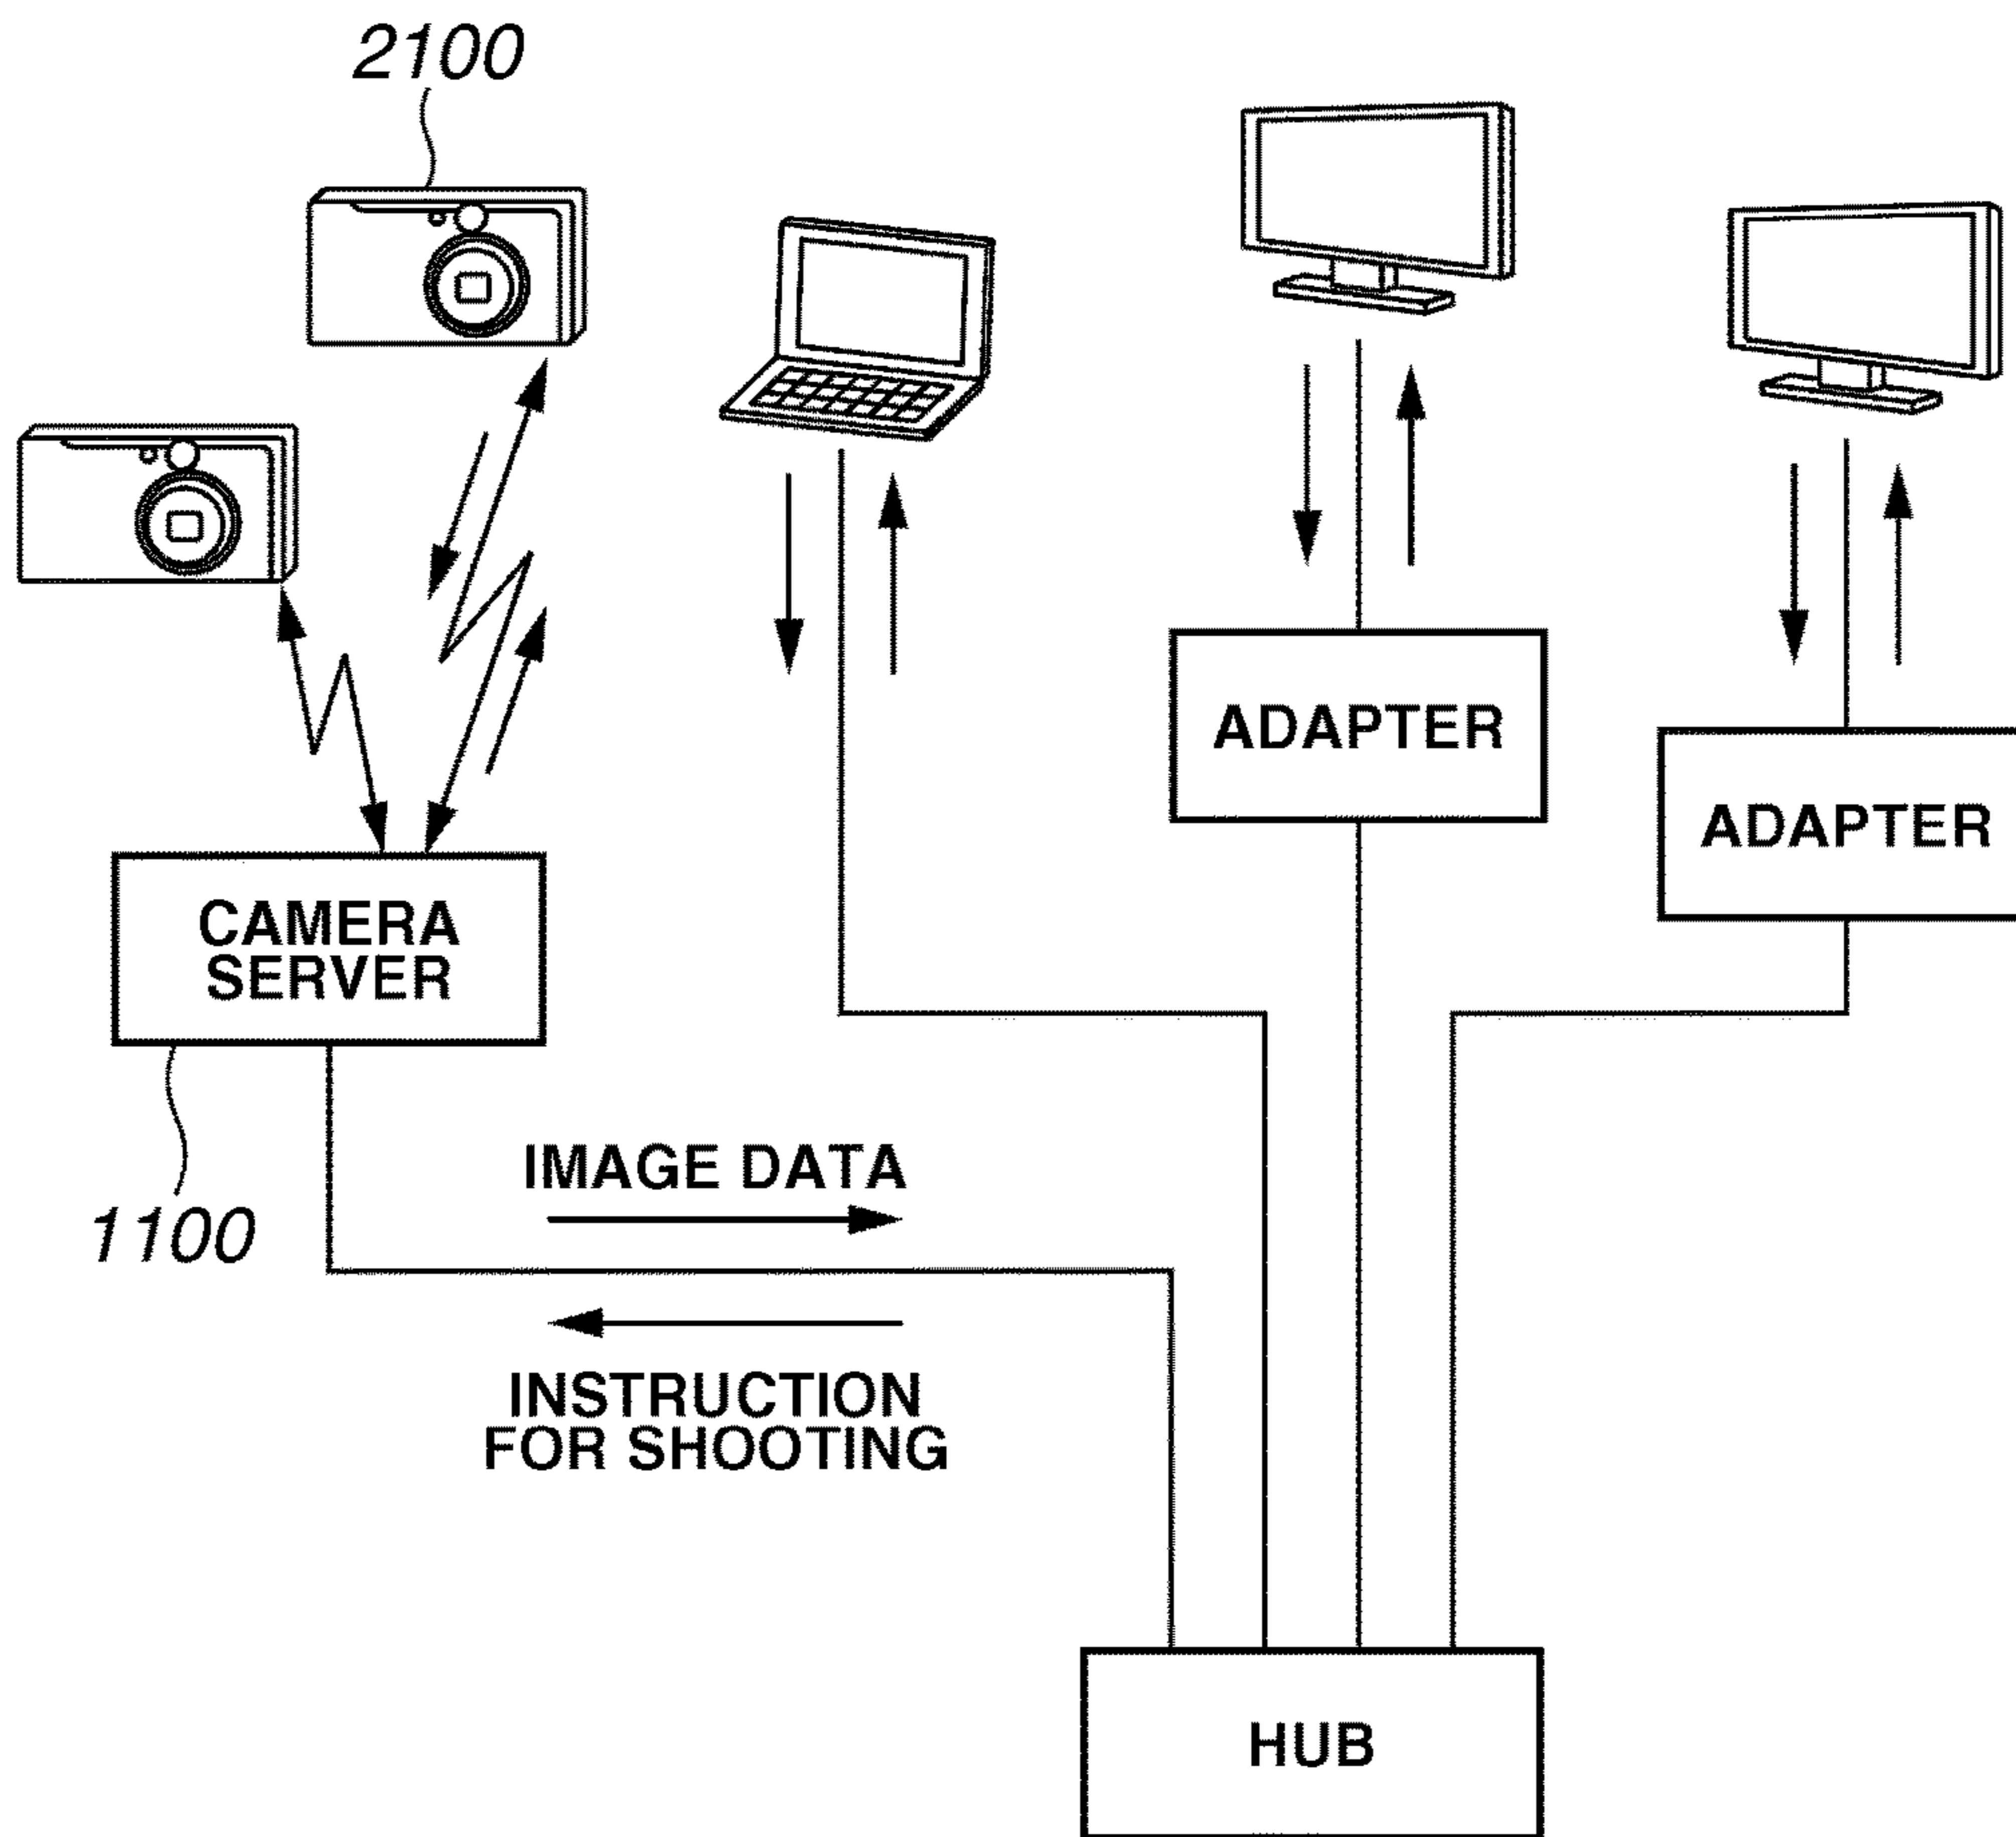 2100
ADAPTER
ADAPTER
CAMERA
SERVER
1100
IMAGE DATA
INSTRUCTION
FOR SHOOTING
HUB